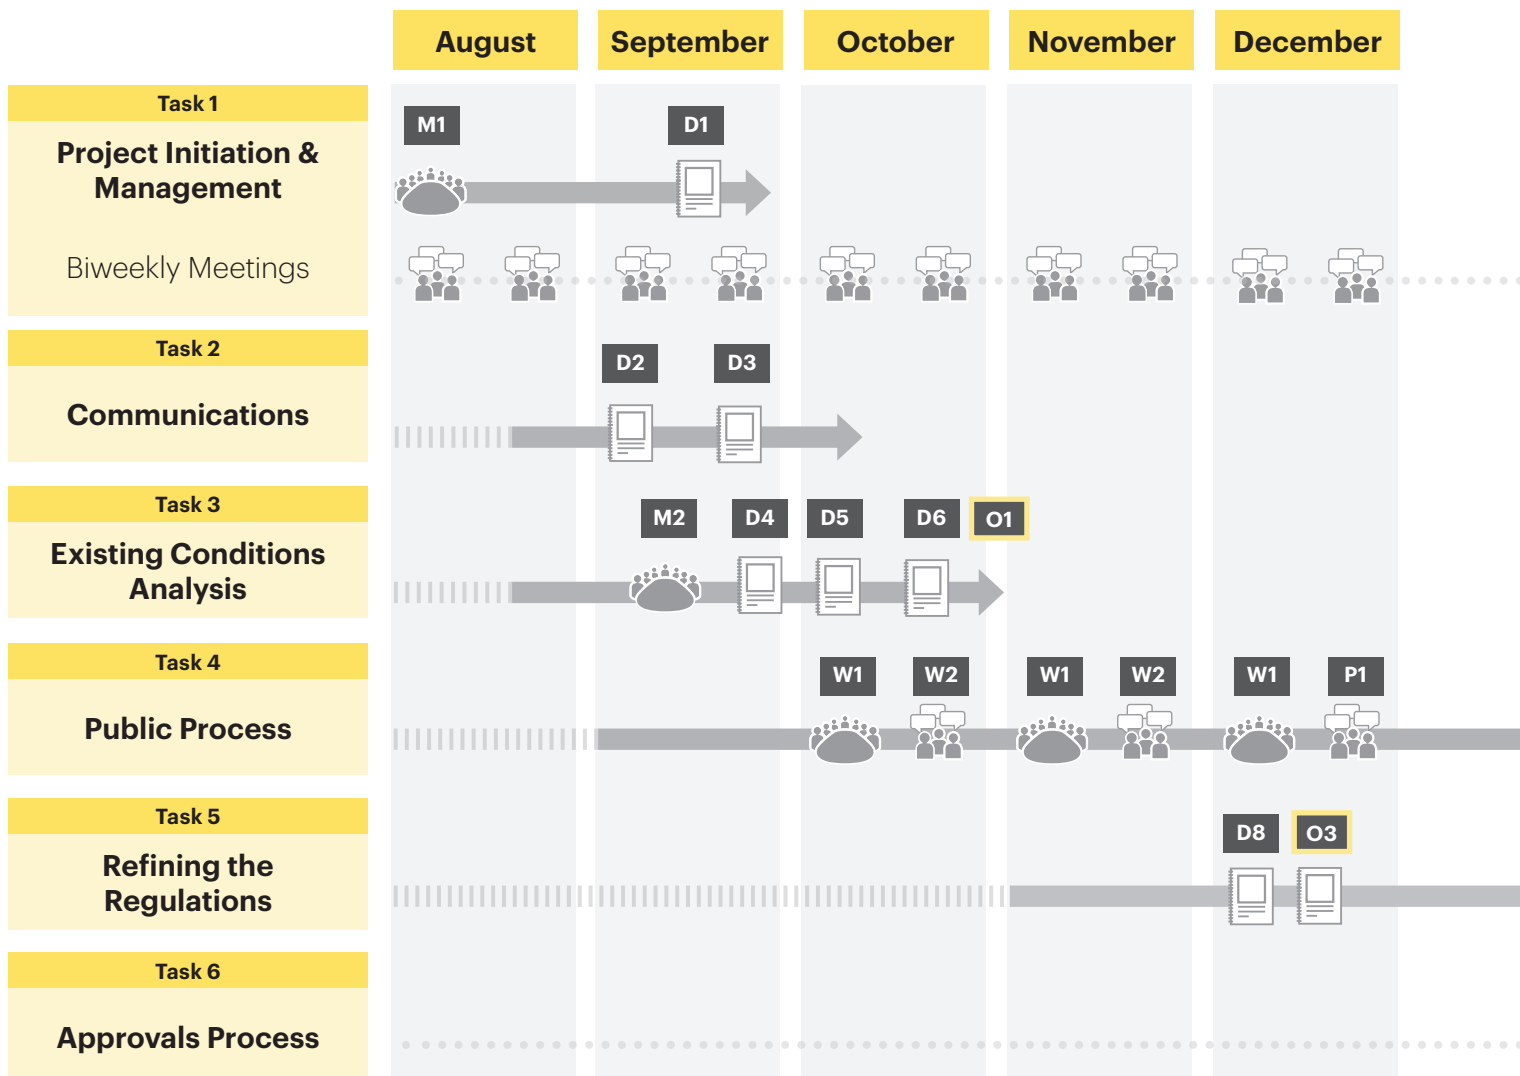 August September October November December
Task 1
Project Initiation &
Management
Biweekly Meetings
M1 D1
Task 2
Communications
D2 D3
Task 3
Existing Conditions
Analysis
M2 D4 D5 D6 O1
Task 4
Public Process
W1 W2 W1 W2 W1 P1
Task 5
Refining the
Regulations
D8 O3
Task 6
Approvals Process